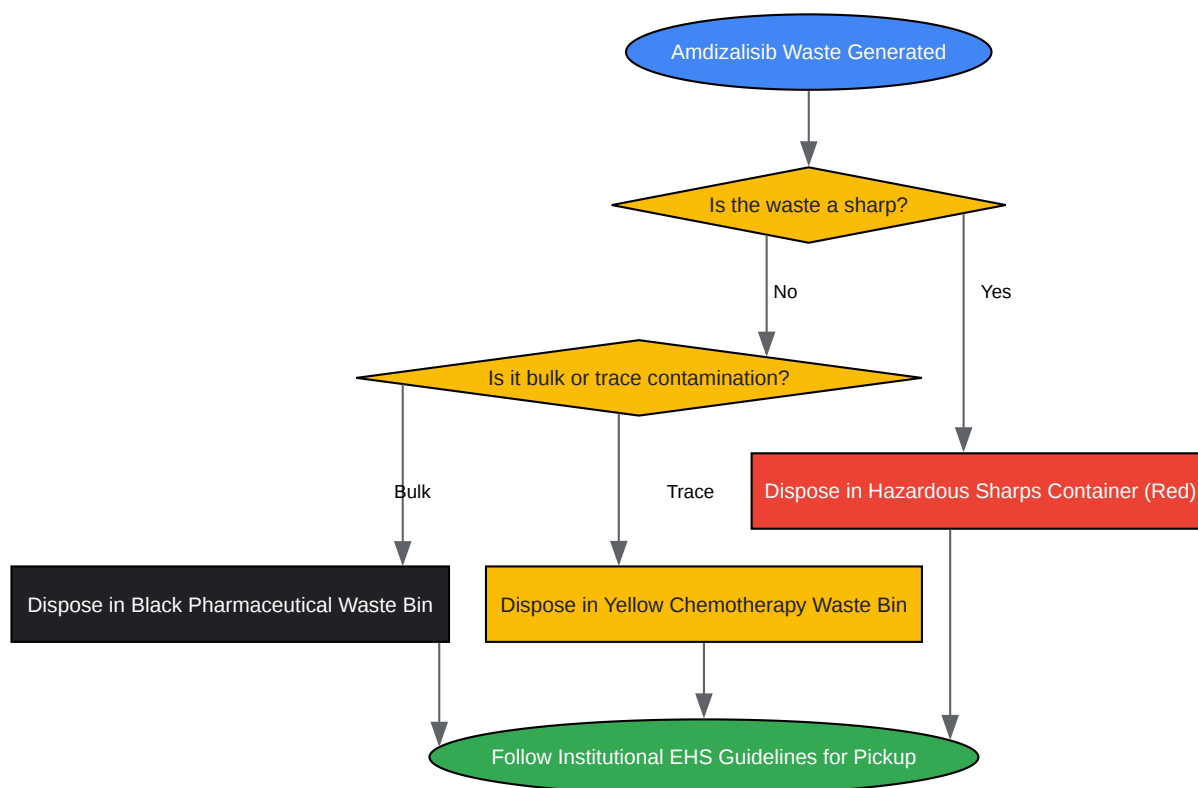 Amdizalisib Waste Generated
Is the waste a sharp?
No
Yes
Is it bulk or trace contamination?
Bulk
Trace
Dispose in Hazardous Sharps Container (Red)
Dispose in Black Pharmaceutical Waste Bin
Dispose in Yellow Chemotherapy Waste Bin
Follow Institutional EHS Guidelines for Pickup